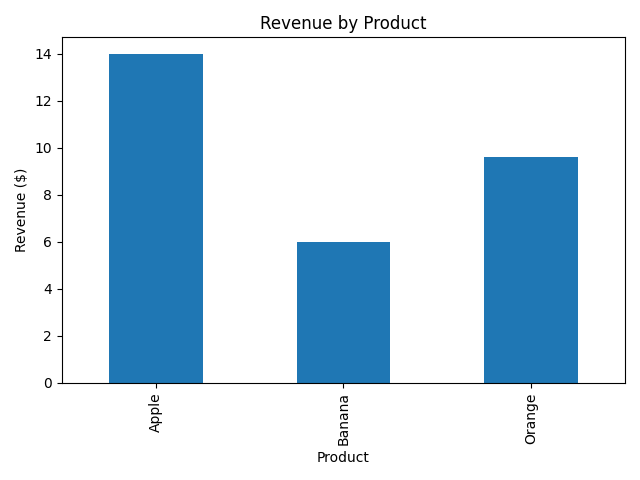 Revenue by Product
Revenue ($)
14
12
10
8
6
4
2
0
Apple
Banana
Orange
Product